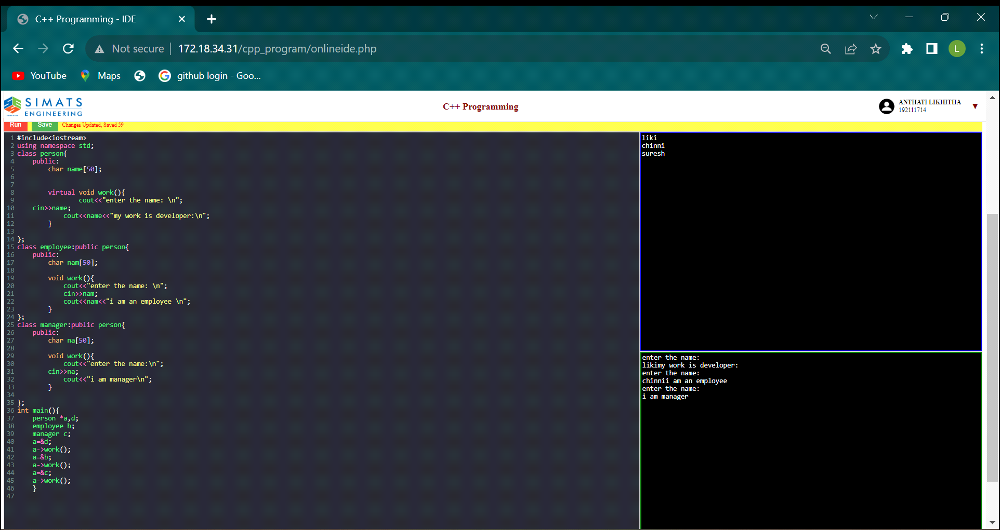 C++ Programming - IDE
Not secure
172.18.34.31/cpp_program/onlineide.php
L
YouTube
Maps
github login - Goo...
SIMATS
ENGINEERING
C++ Programming
ANTHATI LIKHITHA
192111714
Run
Save
Changes Updated, Saved 59
1 #include<iostream>
2 using namespace std;
3 class person{
4     public:
5         char name[50];
6
7
8         virtual void work(){
9                 cout<<"enter the name: \n";
10     cin>>name;
11             cout<<name<<"my work is developer:\n";
12         }
13
14 };
15 class employee:public person{
16     public:
17         char nam[50];
18
19         void work(){
20             cout<<"enter the name: \n";
21             cin>>nam;
22             cout<<nam<<"i am an employee \n";
23         }
24 };
25 class manager:public person{
26     public:
27         char na[50];
28
29         void work(){
30             cout<<"enter the name:\n";
31         cin>>na;
32             cout<<"i am manager\n";
33         }
34
35 };
36 int main(){
37     person *a,d;
38     employee b;
39     manager c;
40     a=&d;
41     a->work();
42     a=&b;
43     a->work();
44     a=&c;
45     a->work();
46     }
47
liki
chinni
suresh
enter the name:
likimy work is developer:
enter the name:
chinnii am an employee
enter the name:
i am manager